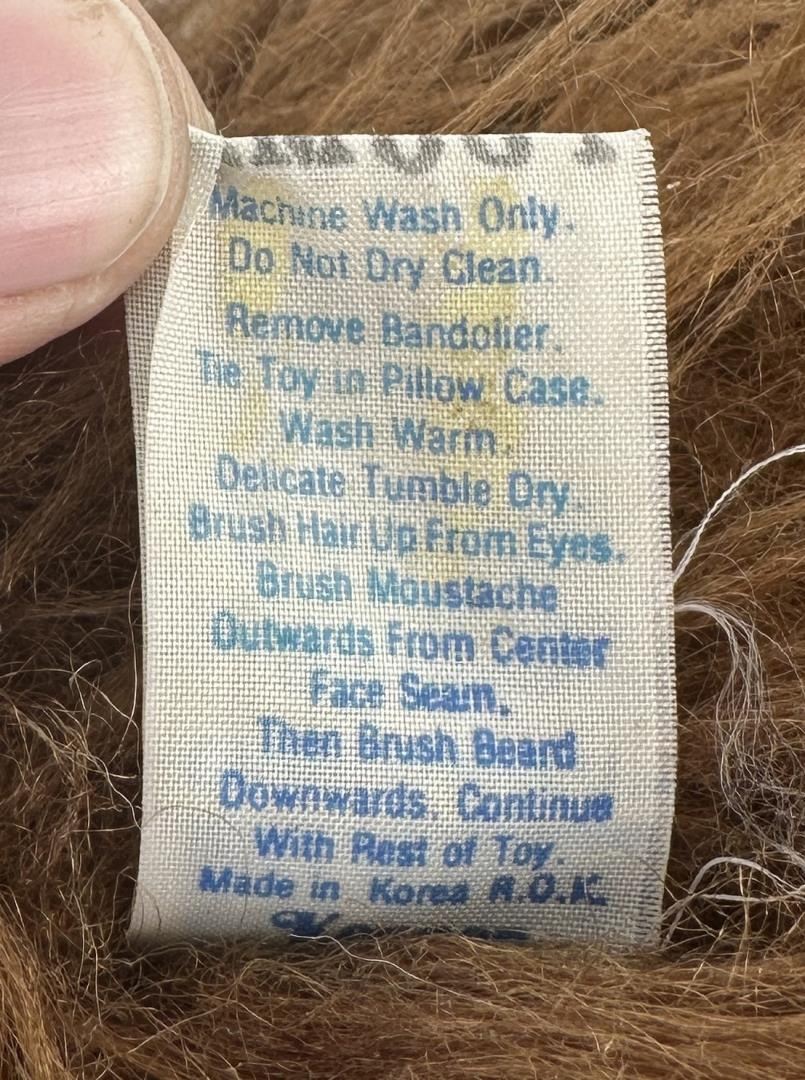 Machine Wash Only.
Do Not Dry Clean.
Remove Bandolier.
Tie Toy in Pillow Case.
Wash Warm.
Delicate Tumble Dry.
Brush Hair Up From Eyes.
Brush Moustache
Outwards From Center
Face Seam.
Then Brush Beard
Downwards. Continue
With Rest of Toy.
Made in Korea R.O.K.